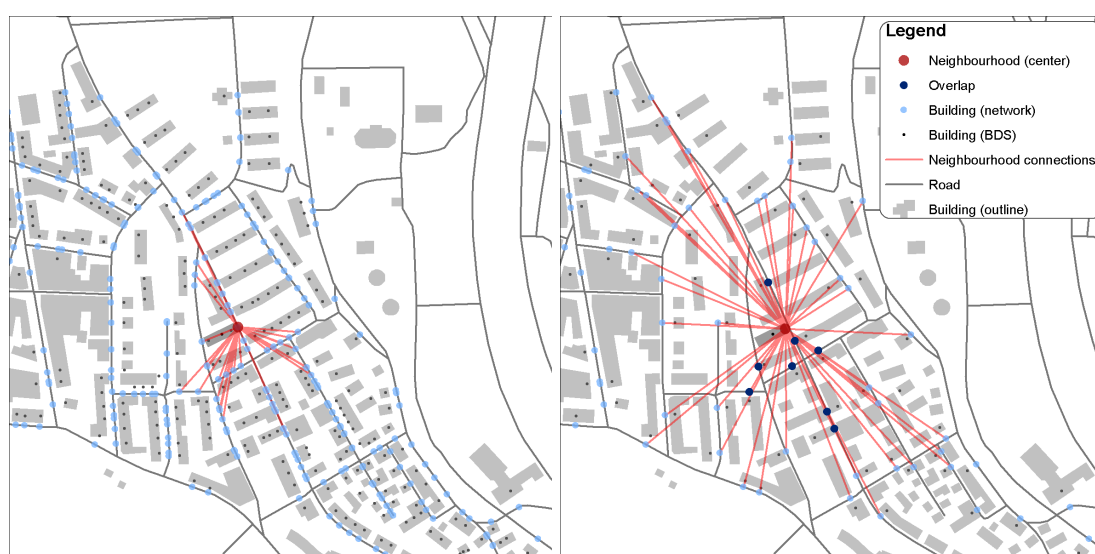 Legend
Neighbourhood (center)
Overlap
Building (network)
Building (BDS)
Neighbourhood connections
Road
Building (outline)